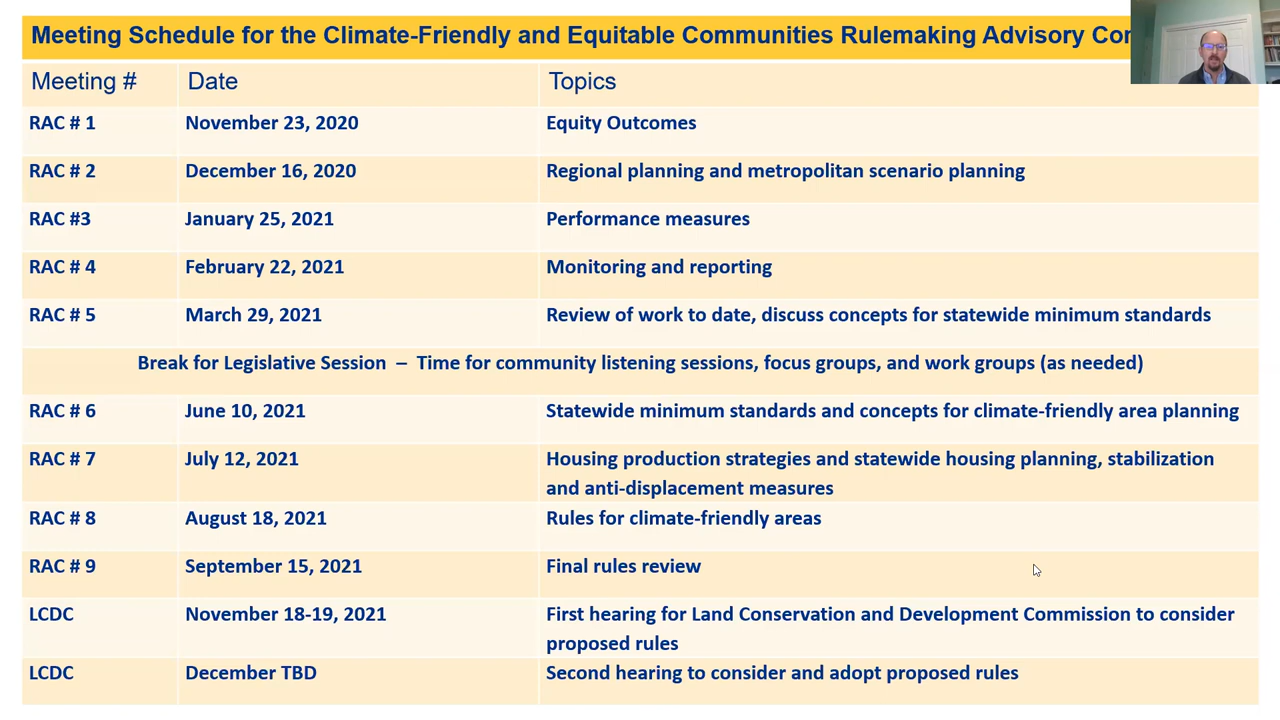 Meeting Schedule for the Climate-Friendly and Equitable Communities Rulemaking Advisory
Meeting # Date Topics
RAC # 1 November 23, 2020 Equity Outcomes
RAC # 2 December 16, 2020 Regional planning and metropolitan scenario planning
RAC #3 January 25, 2021 Performance measures
RAC # 4 February 22, 2021 Monitoring and reporting
RAC # 5 March 29, 2021 Review of work to date, discuss concepts for statewide minimum standards
Break for Legislative Session – Time for community listening sessions, focus groups, and work groups (as needed)
RAC # 6 June 10, 2021 Statewide minimum standards and concepts for climate-friendly area planning
RAC # 7 July 12, 2021 Housing production strategies and statewide housing planning, stabilization
and anti-displacement measures
RAC # 8 August 18, 2021 Rules for climate-friendly areas
RAC # 9 September 15, 2021 Final rules review
LCDC November 18-19, 2021 First hearing for Land Conservation and Development Commission to consider
proposed rules
LCDC December TBD Second hearing to consider and adopt proposed rules